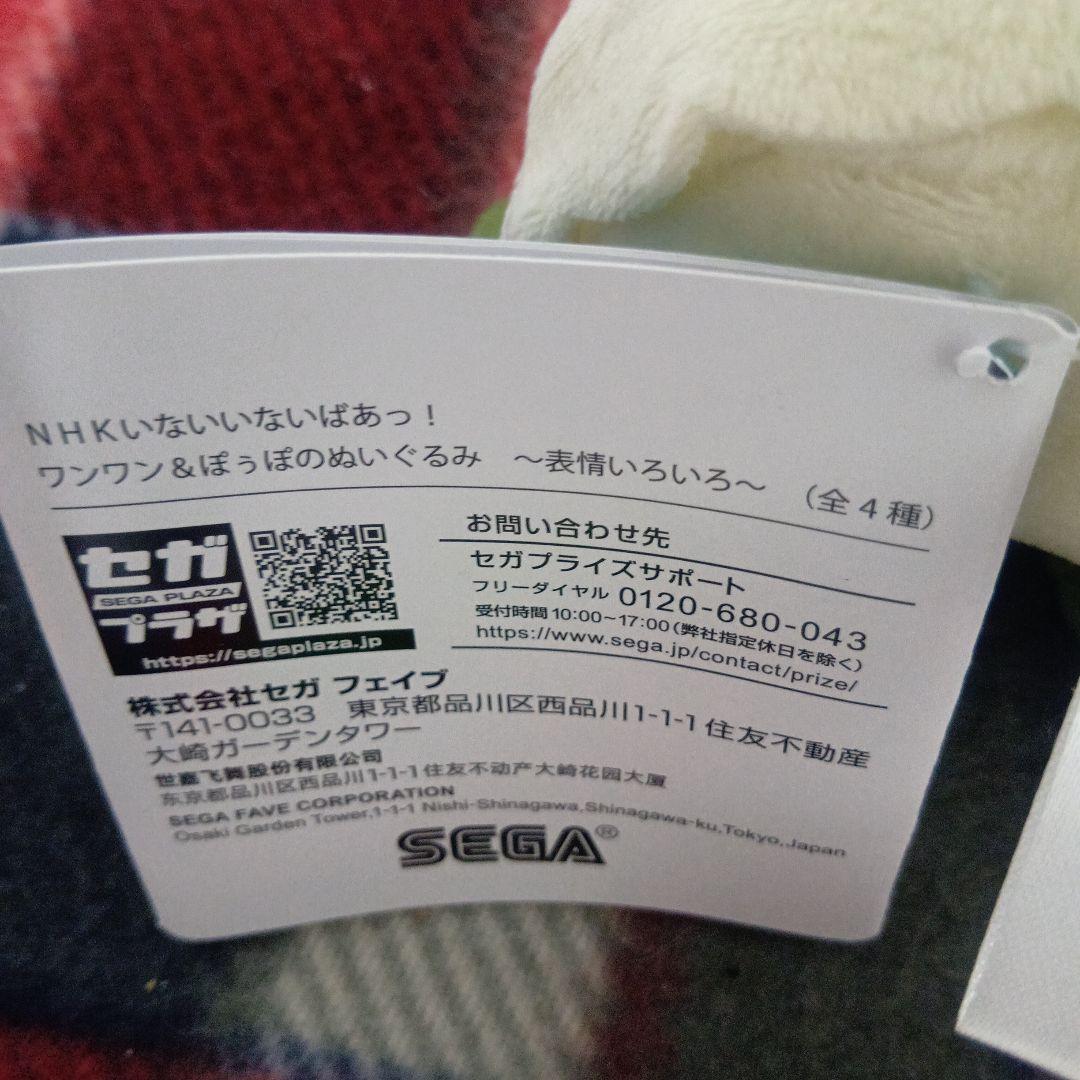 NHKいないいないばあっ!
ワンワン&ぽぅぽのぬいぐるみ ～表情いろいろ～ (全4種)
セガ
SEGA PLAZA
プラザ
https://segaplaza.jp
お問い合わせ先
セガプライズサポート
フリーダイヤル 0120-680-043
受付時間10:00~17:00(弊社指定休日を除く)
https://www.sega.jp/contact/prize/
株式会社セガ フェイブ
〒141-0033 東京都品川区西品川1-1-1住友不動産
大崎ガーデンタワー
世嘉飞舞股份有限公司
东京都品川区西品川1-1-1住友不动产大崎花园大厦
SEGA FAVE CORPORATION
Osaki Garden Tower,1-1-1 Nishi-Shinagawa,Shinagawa-ku,Tokyo,Japan
SEGA®